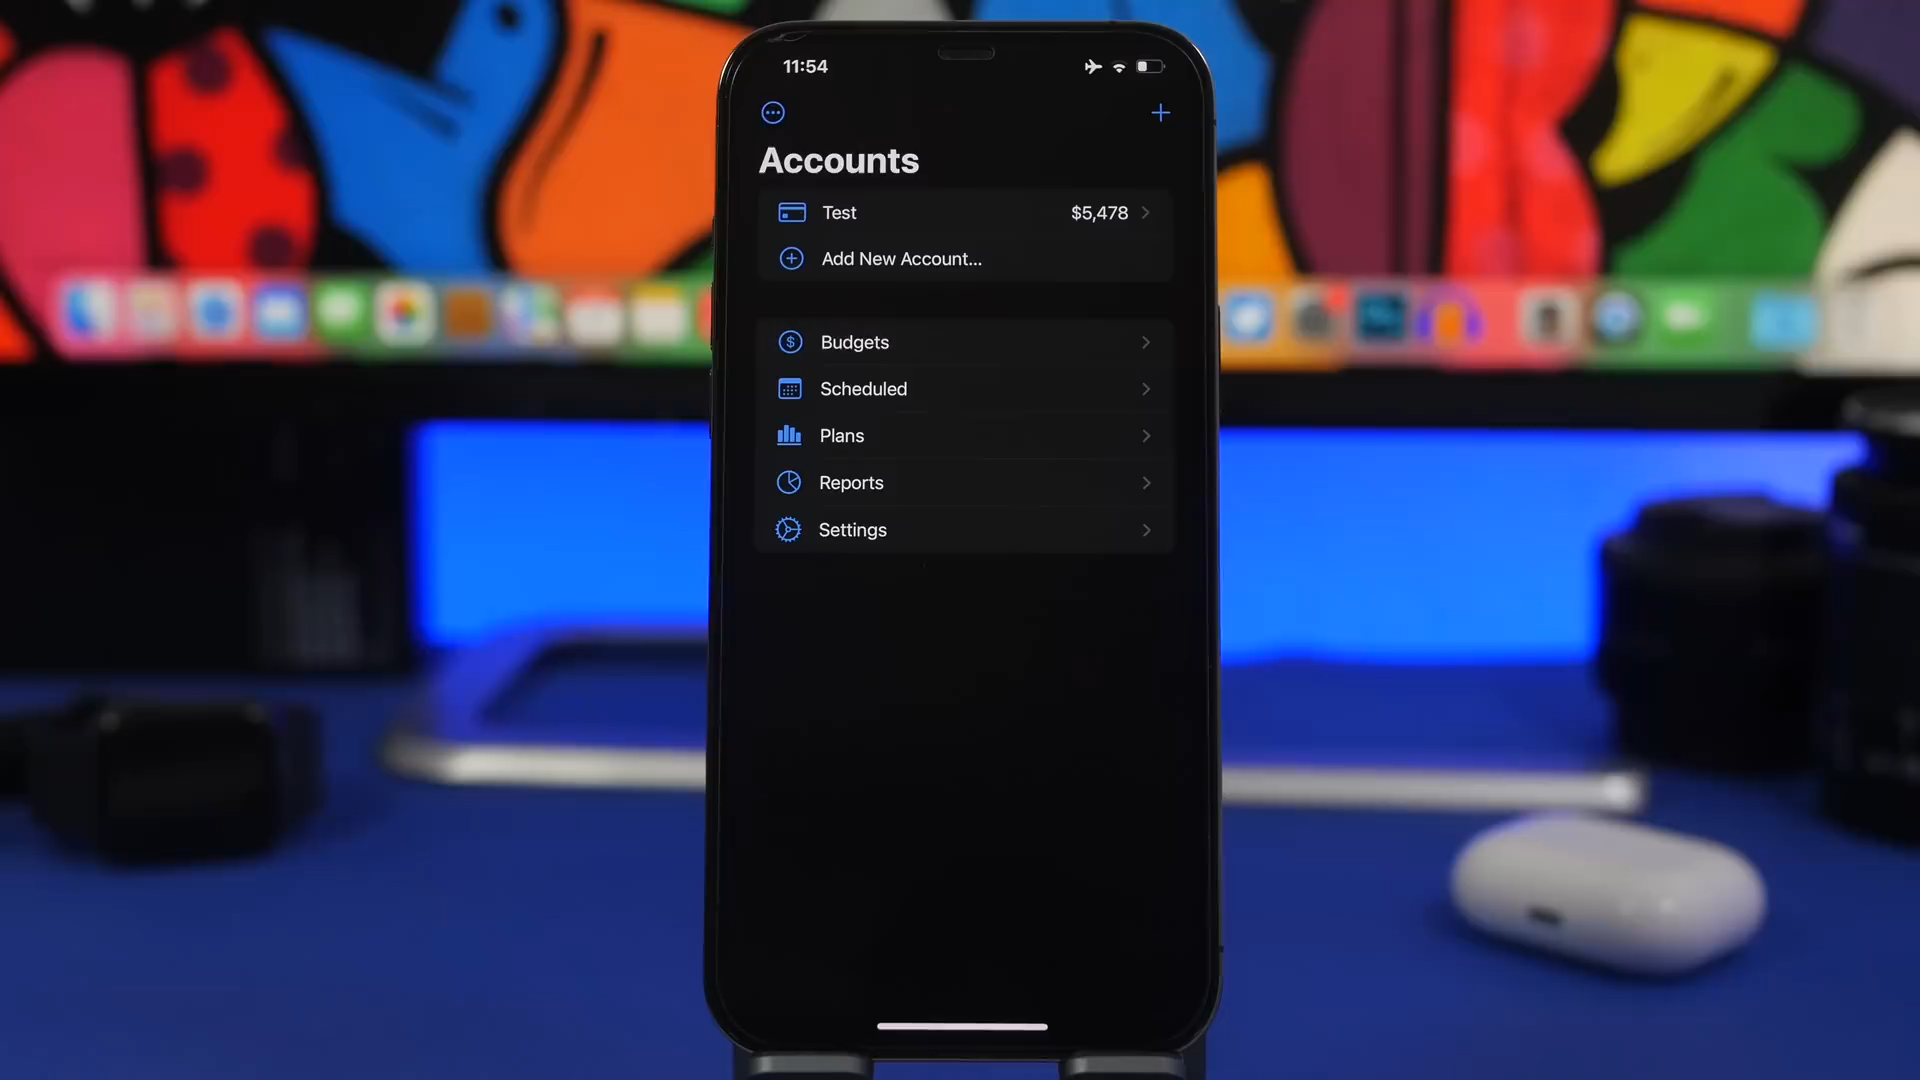 11:54
Accounts
Test $5,478
Add New Account...
Budgets
Scheduled
Plans
Reports
Settings